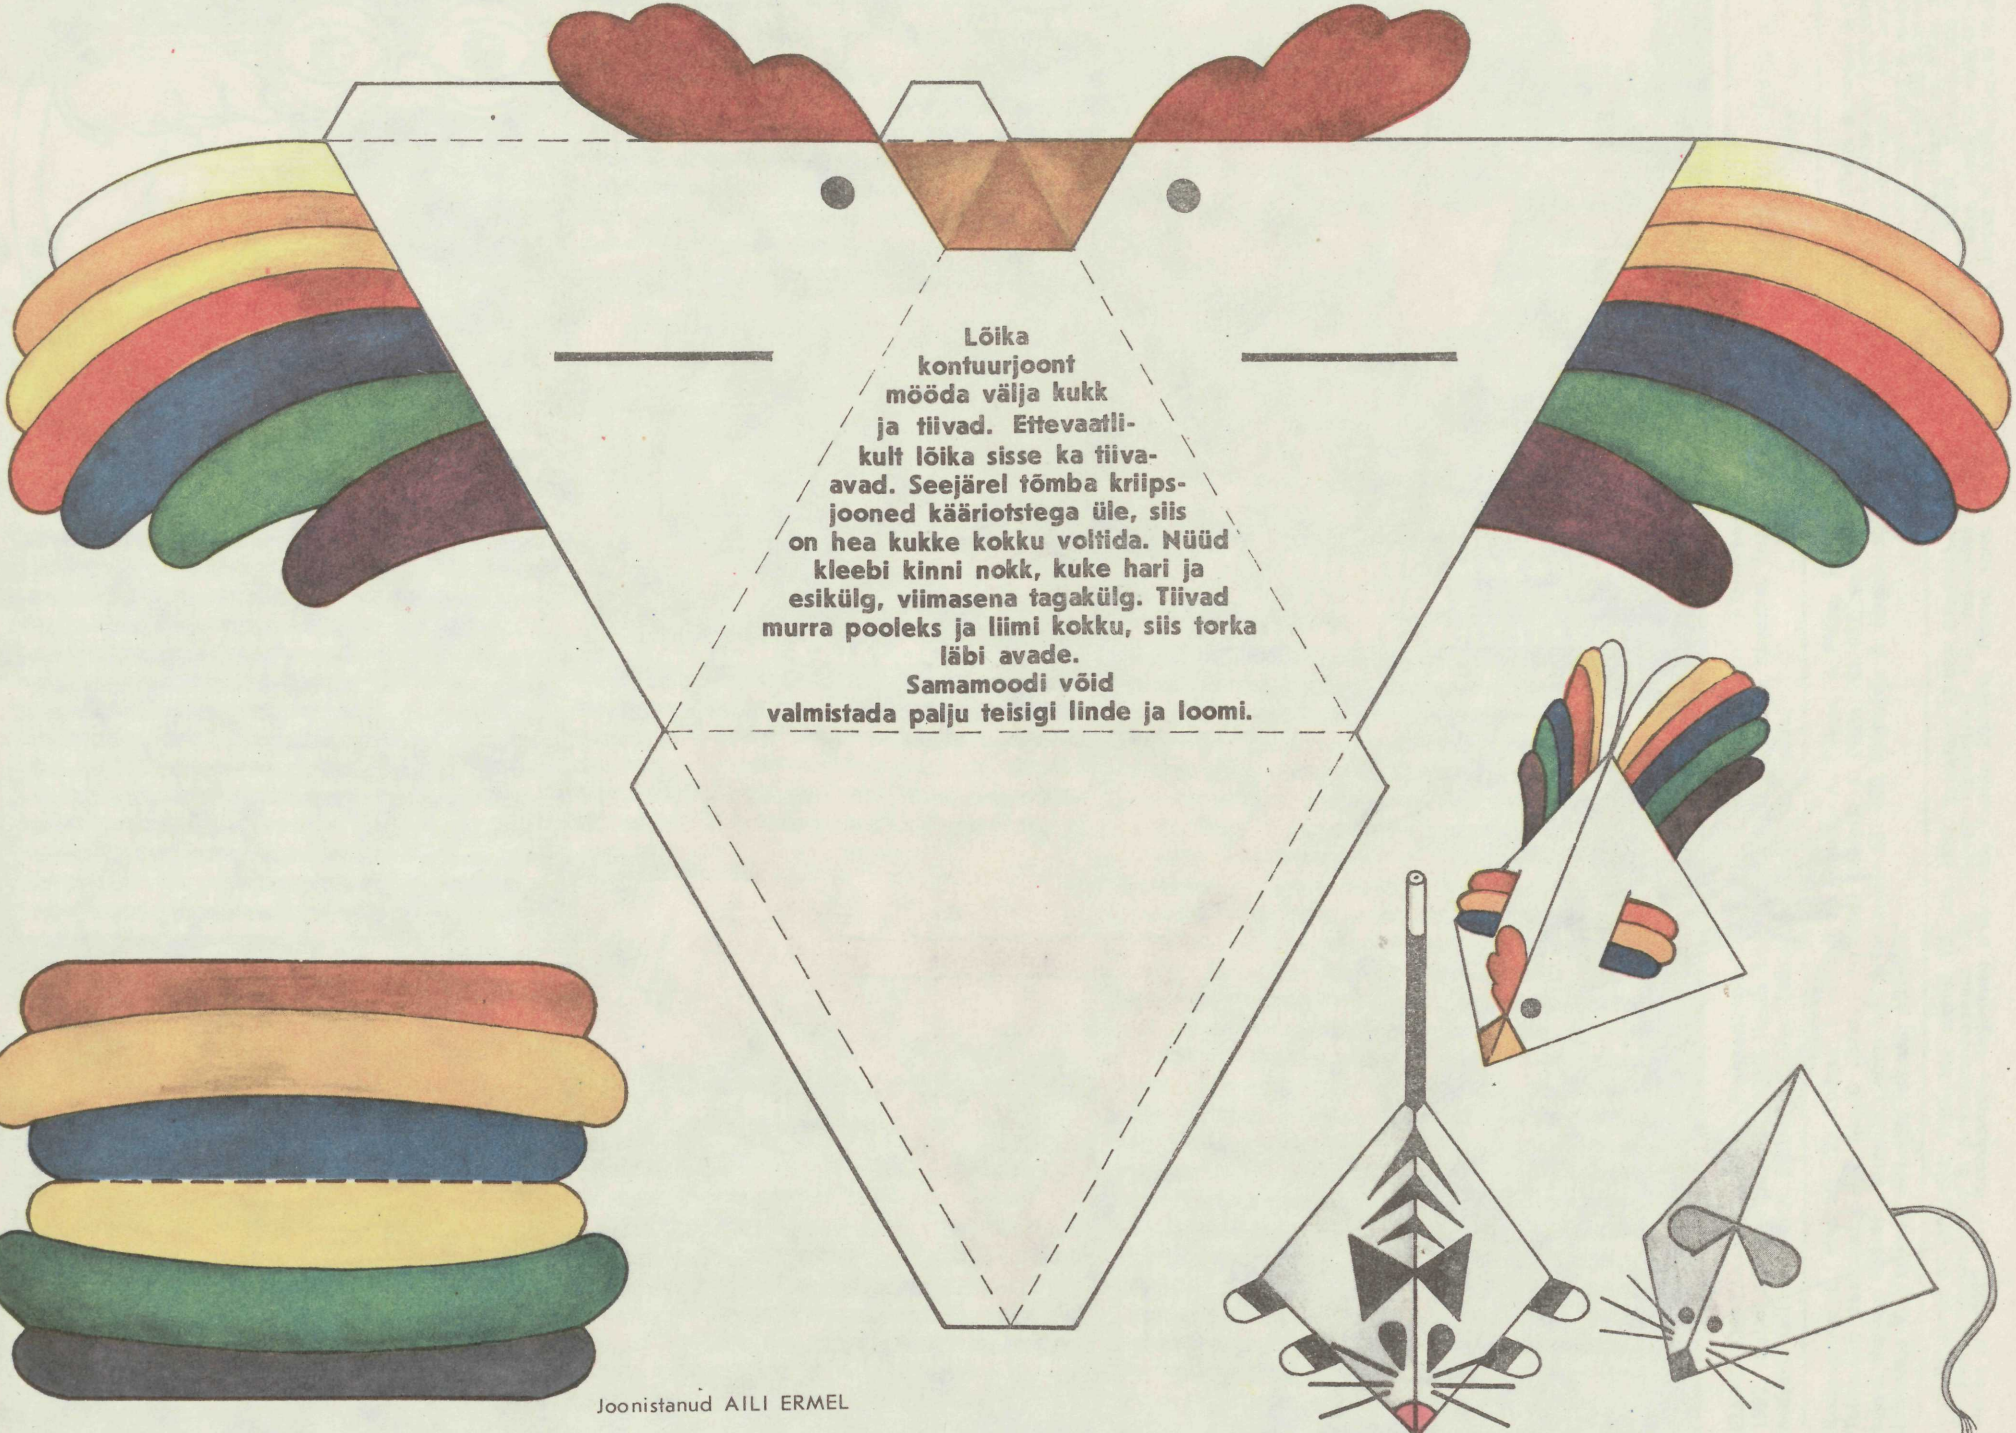 Lõika
kontuurjoont
mööda välja kukk
ja tiivad. Ettevaatli-
kult lõika sisse ka tiiva-
avad. Seejärel tõmba kriips-
jooned kääriotstega üle, siis
on hea kukke kokku voltida. Nüüd
kleebi kinni nokk, kuke hari ja
esikülg, viimasena tagakülg. Tiivad
murra pooleks ja liimi kokku, siis torka
läbi avade.
Samamoodi võid
valmistada palju teisigi linde ja loomi.
Joonistanud AILI ERMEL